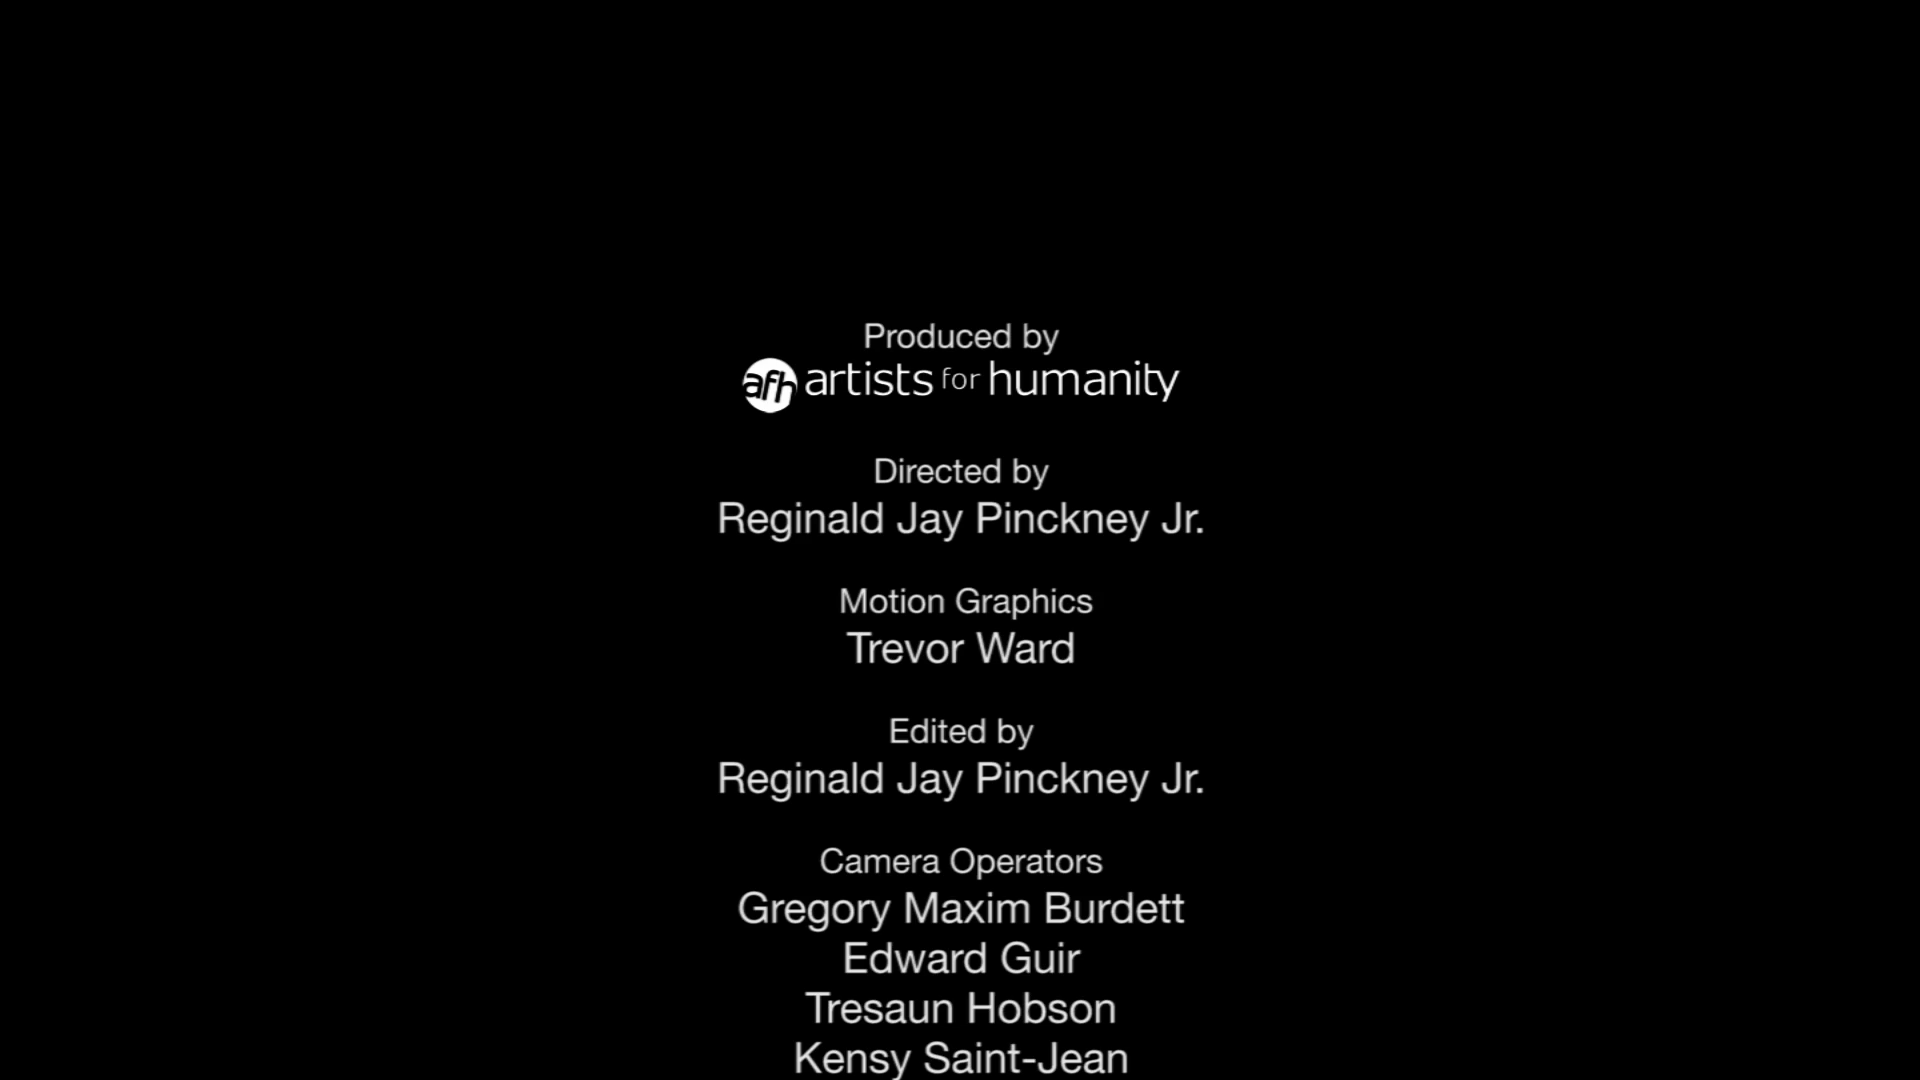 Produced by
afh artists for humanity
Directed by
Reginald Jay Pinckney Jr.
Motion Graphics
Trevor Ward
Edited by
Reginald Jay Pinckney Jr.
Camera Operators
Gregory Maxim Burdett
Edward Guir
Tresaun Hobson
Kensy Saint-Jean